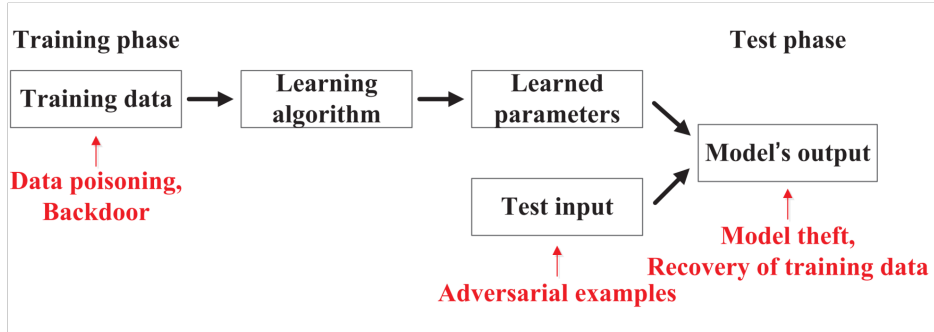 Training phase
Test phase
Training data
Learning
algorithm
Learned
parameters
Model's output
Data poisoning,
Backdoor
Test input
Adversarial examples
Model theft,
Recovery of training data